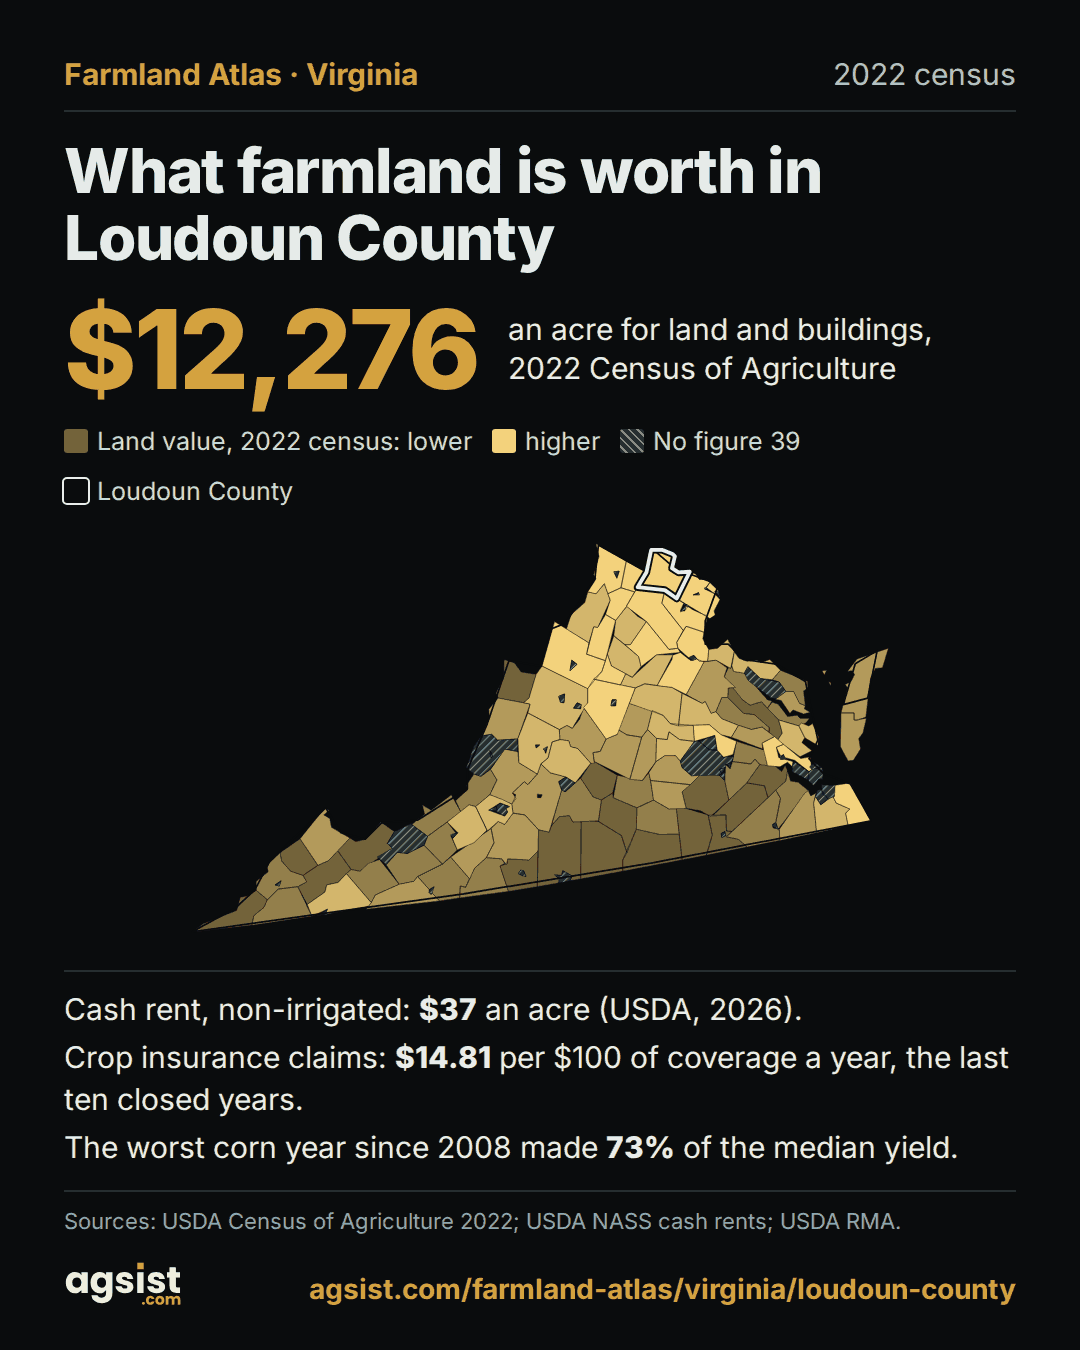 Farmland Atlas · Virginia
2022 census
What farmland is worth in
Loudoun County
$12,276
an acre for land and buildings,
2022 Census of Agriculture
Land value, 2022 census: lower
higher
No figure 39
Loudoun County
Cash rent, non-irrigated: $37 an acre (USDA, 2026).
Crop insurance claims: $14.81 per $100 of coverage a year, the last
ten closed years.
The worst corn year since 2008 made 73% of the median yield.
Sources: USDA Census of Agriculture 2022; USDA NASS cash rents; USDA RMA.
agsist
.com
agsist.com/farmland-atlas/virginia/loudoun-county